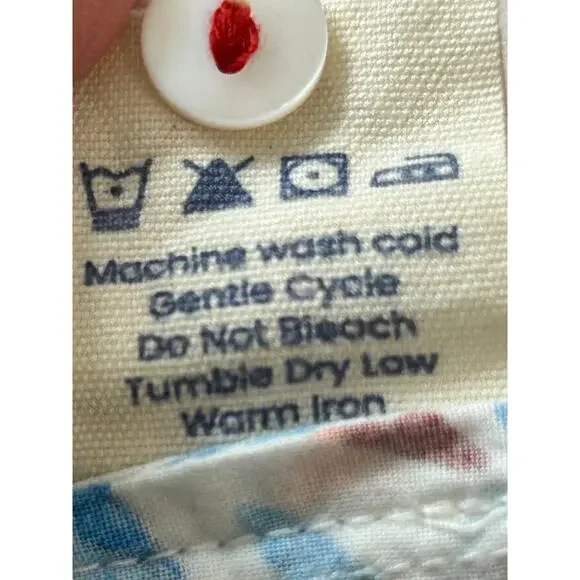 Machine wash cold
Gentle Cycle
Do Not Bleach
Tumble Dry Low
Warm Iron